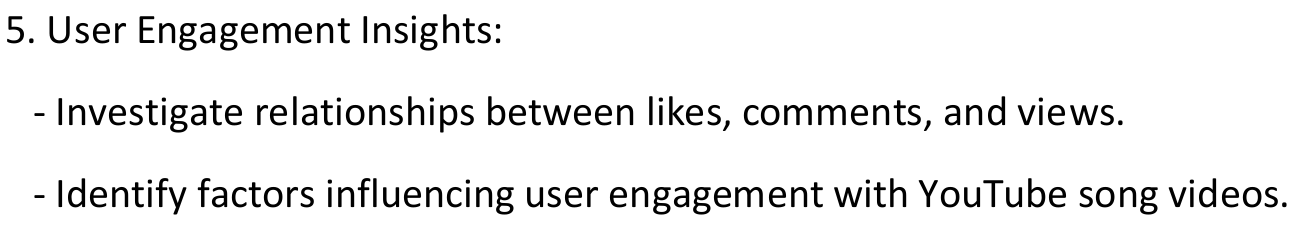 5. User Engagement Insights:
- Investigate relationships between likes, comments, and views.
- Identify factors influencing user engagement with YouTube song videos.